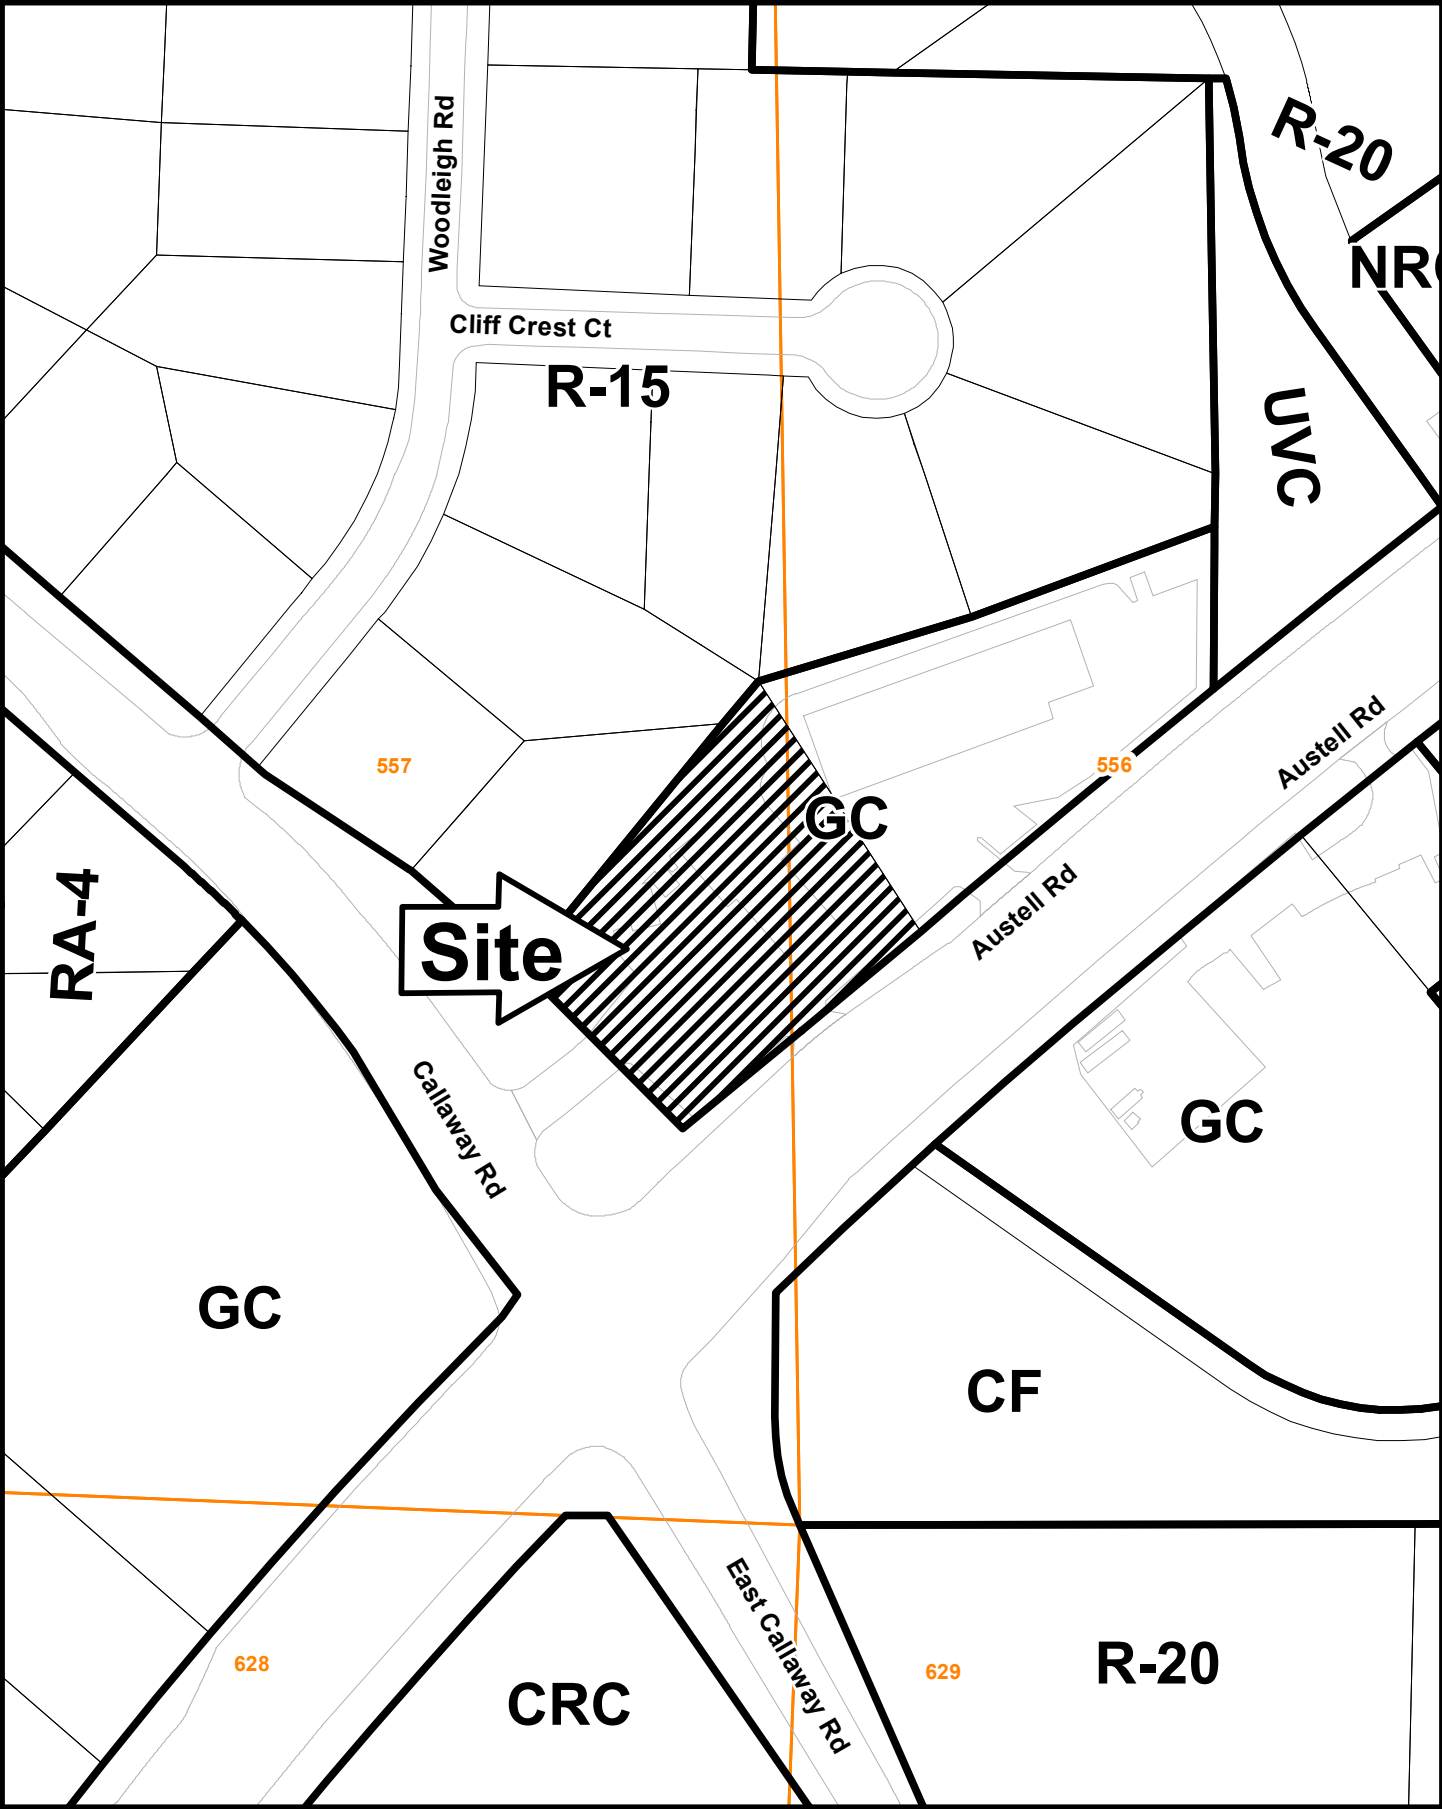 Woodleigh Rd
R-20
NR
Cliff Crest Ct
R-15
UVC
557
556
Austell Rd
GC
Austell Rd
RA-4
Site
Callaway Rd
GC
GC
CF
East Callaway Rd
628
629
R-20
CRC